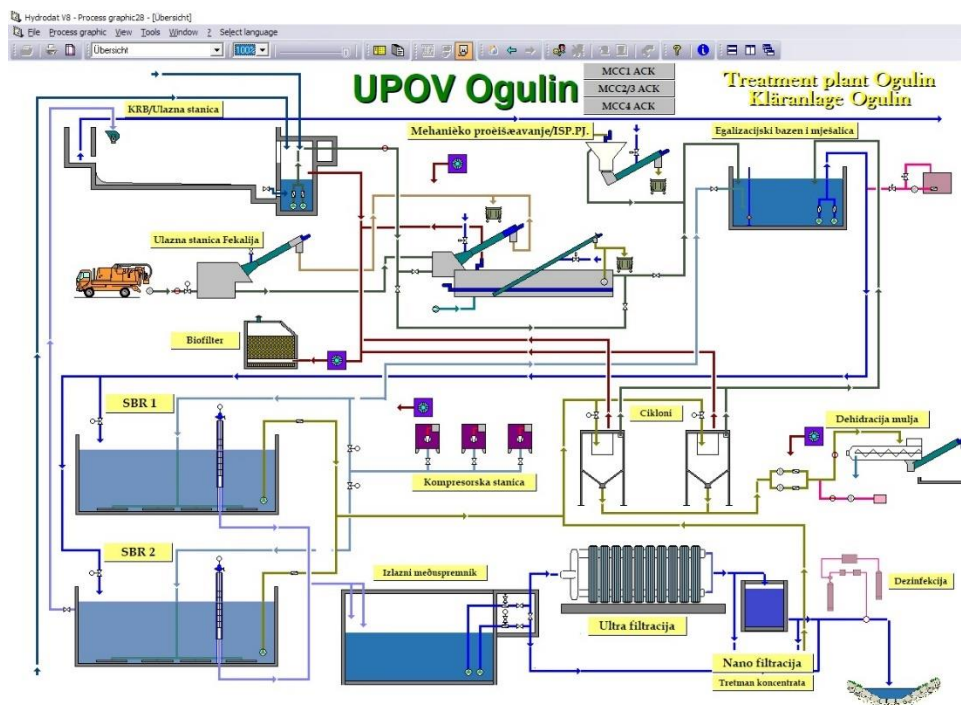 Hydrodat V8 - Process graphic28 - [Übersicht]
File Process graphic View Tools Window ? Select language
Übersicht
100%
UPOV Ogulin
MCC1 ACK
MCC2/3 ACK
MCC4 ACK
Treatment plant Ogulin
Kläranlage Ogulin
KRB/Ulazna stanica
Mehanièko proèišæavanje/ISP.PJ.
Egalizacijski bazen i mješalica
Ulazna stanica Fekalija
Biofilter
SBR 1
Cikloni
Dehidracija mulja
Kompresorska stanica
SBR 2
Izlazni međuspremnik
Dezinfekcija
Ultra filtracija
Nano filtracija
Tretman koncentrata